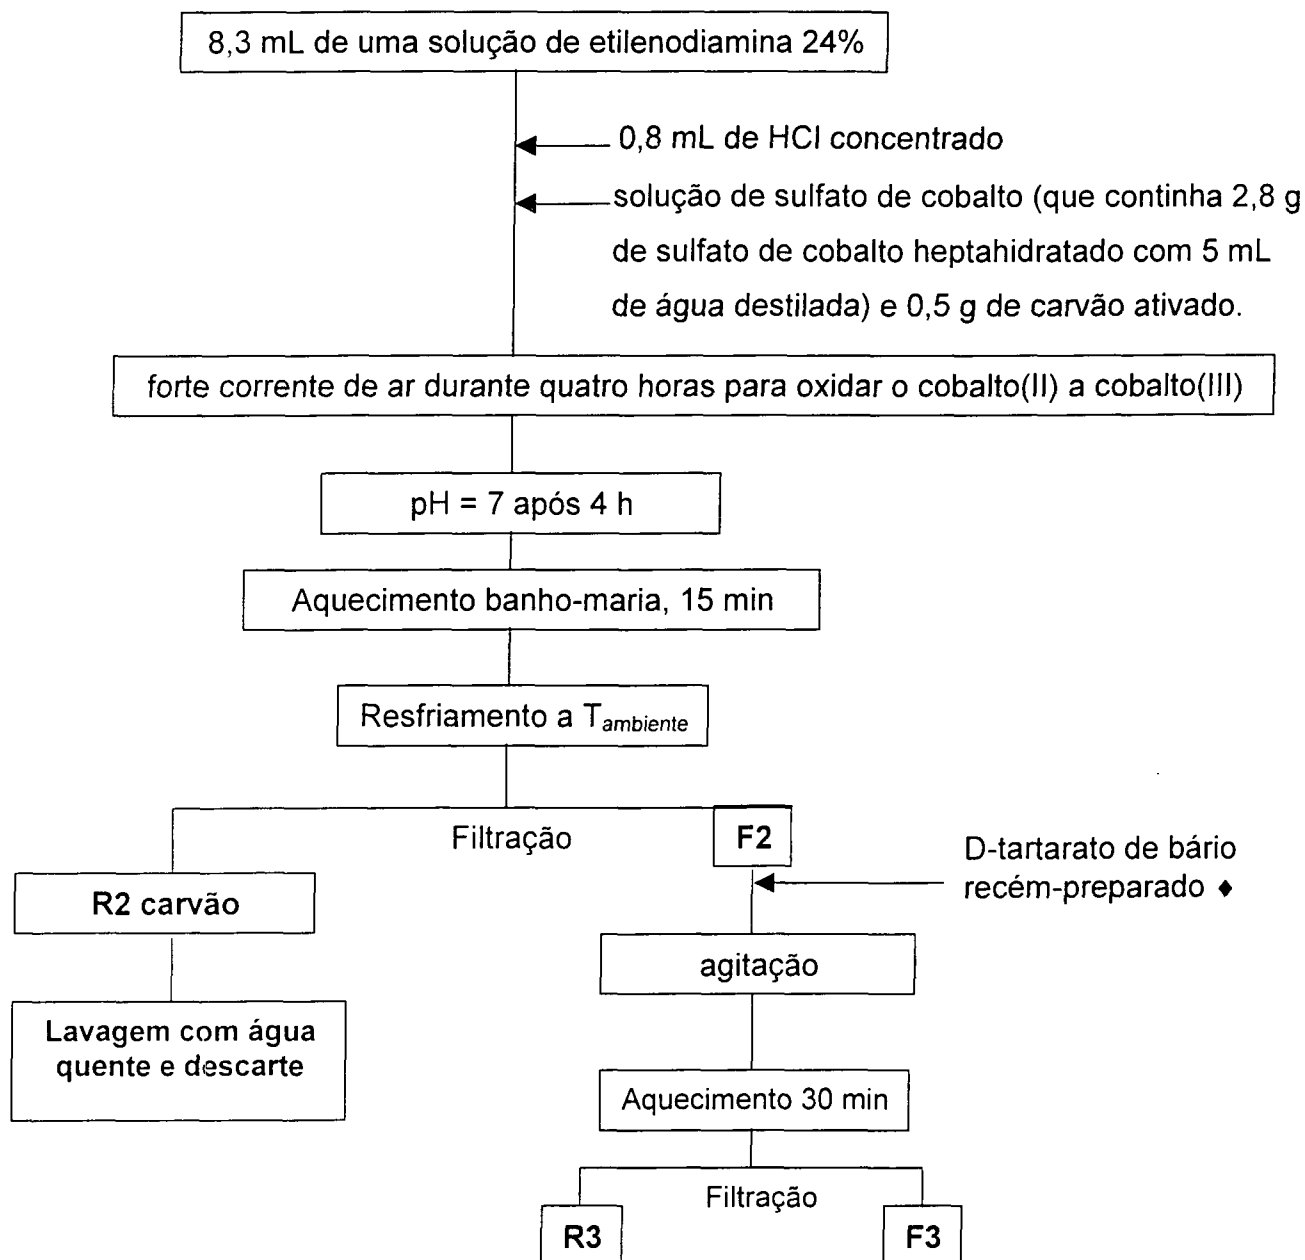 8,3 mL de uma solução de etilenodiamina 24%
0,8 mL de HCl concentrado
solução de sulfato de cobalto (que continha 2,8 g
de sulfato de cobalto heptahidratado com 5 mL
de água destilada) e 0,5 g de carvão ativado.
forte corrente de ar durante quatro horas para oxidar o cobalto(II) a cobalto(III)
pH = 7 após 4 h
Aquecimento banho-maria, 15 min
Resfriamento a Tambiente
Filtração
F2
D-tartarato de bário
recém-preparado ♦
R2 carvão
agitação
Lavagem com água
quente e descarte
Aquecimento 30 min
Filtração
R3
F3